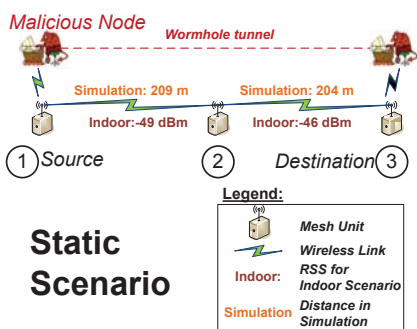 Malicious Node
Wormhole tunnel
Simulation: 209 m
Simulation: 204 m
Indoor:-49 dBm
Indoor:-46 dBm
1 Source
2
Destination 3
Legend:
Mesh Unit
Wireless Link
Indoor: RSS for
Indoor Scenario
Simulation Distance in
Simulation
Static
Scenario